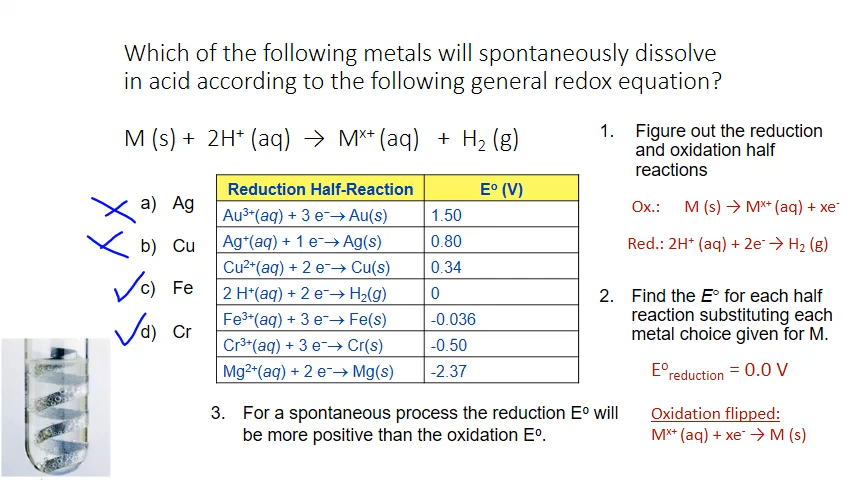 Which of the following metals will spontaneously dissolve
in acid according to the following general redox equation?
M (s) + 2H⁺ (aq) → Mˣ⁺ (aq) + H₂ (g)
a) Ag
b) Cu
c) Fe
d) Cr
Reduction Half-Reaction E° (V)
Au³⁺(aq) + 3 e⁻→ Au(s) 1.50
Ag⁺(aq) + 1 e⁻→ Ag(s) 0.80
Cu²⁺(aq) + 2 e⁻→ Cu(s) 0.34
2 H⁺(aq) + 2 e⁻→ H₂(g) 0
Fe³⁺(aq) + 3 e⁻→ Fe(s) -0.036
Cr³⁺(aq) + 3 e⁻→ Cr(s) -0.50
Mg²⁺(aq) + 2 e⁻→ Mg(s) -2.37
1. Figure out the reduction
and oxidation half
reactions
Ox.: M (s) → Mˣ⁺ (aq) + xe⁻
Red.: 2H⁺ (aq) + 2e⁻ → H₂ (g)
2. Find the E° for each half
reaction substituting each
metal choice given for M.
E°reduction = 0.0 V
Oxidation flipped:
Mˣ⁺ (aq) + xe⁻ → M (s)
3. For a spontaneous process the reduction E° will
be more positive than the oxidation E°.